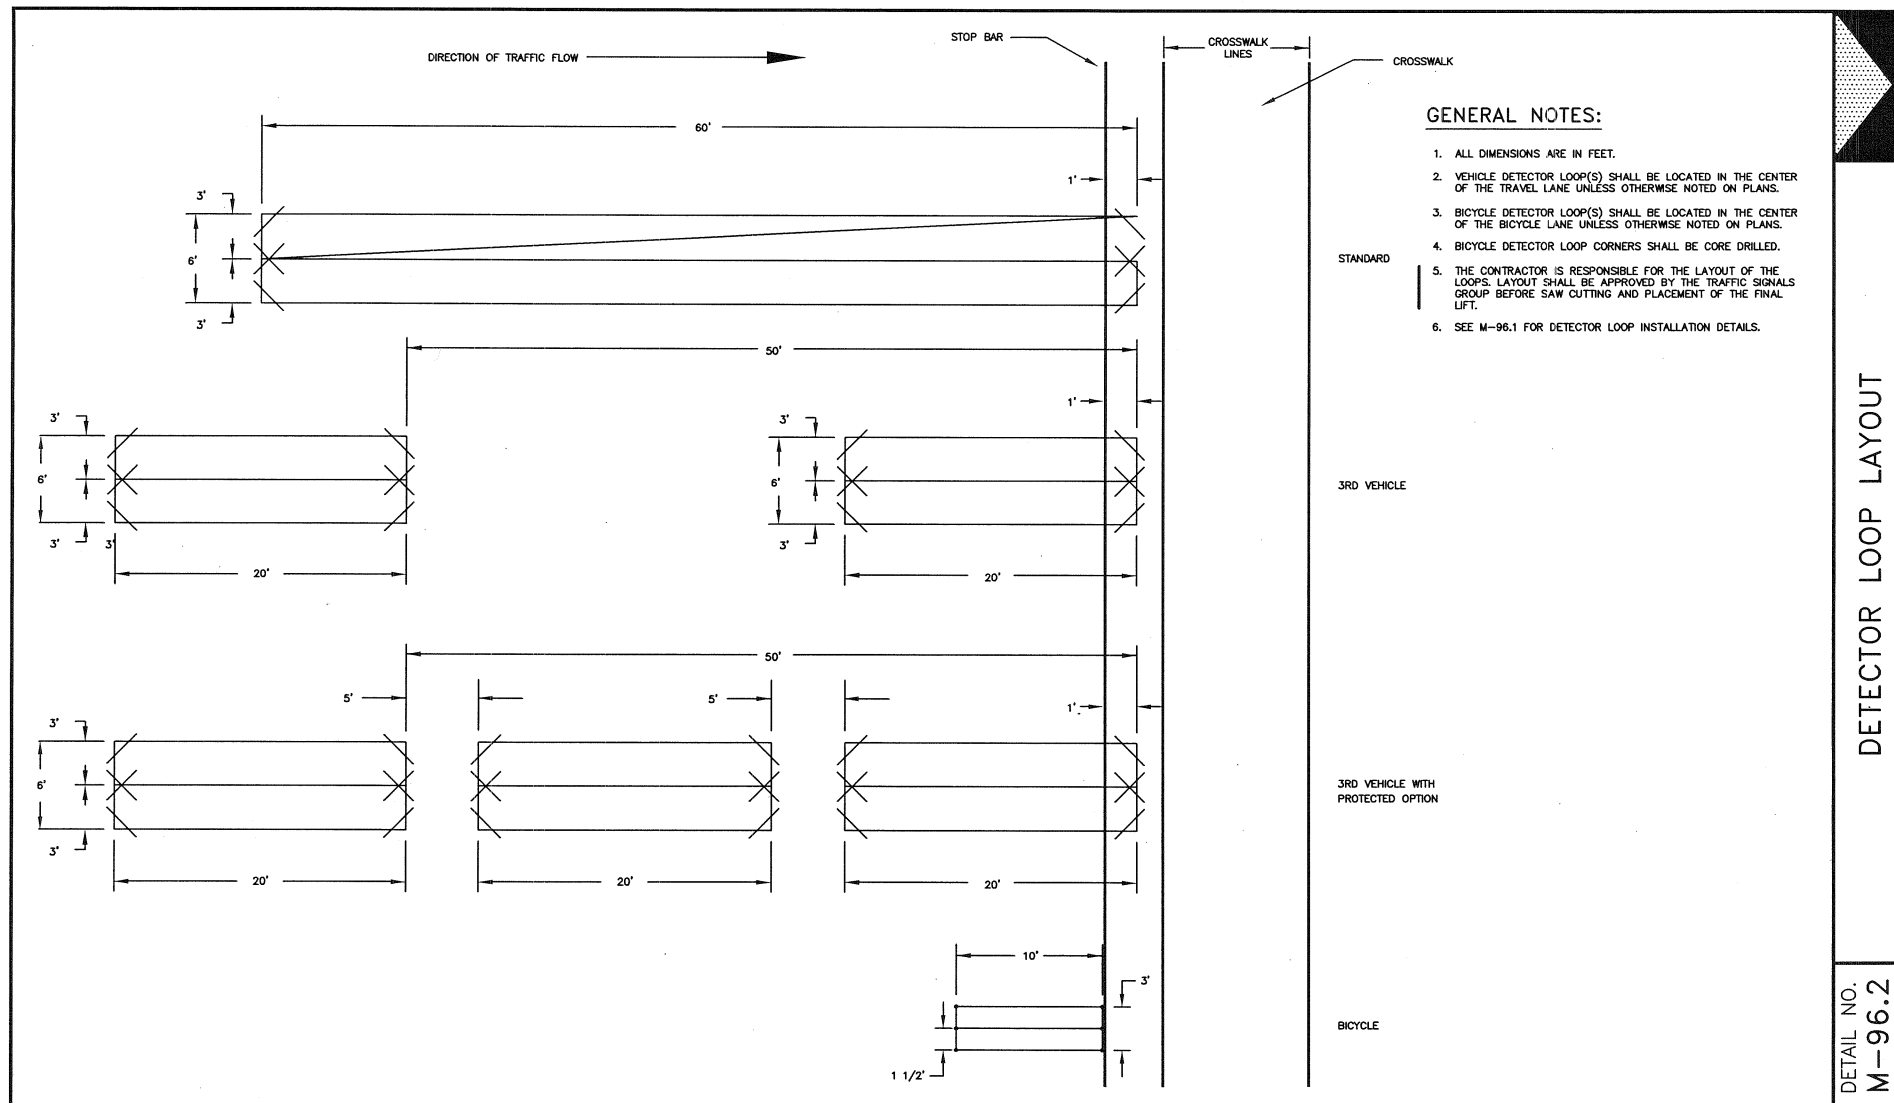 STOP BAR
DIRECTION OF TRAFFIC FLOW
CROSSWALK
LINES
CROSSWALK
GENERAL NOTES:
1. ALL DIMENSIONS ARE IN FEET.
2. VEHICLE DETECTOR LOOP(S) SHALL BE LOCATED IN THE CENTER
OF THE TRAVEL LANE UNLESS OTHERWISE NOTED ON PLANS.
3. BICYCLE DETECTOR LOOP(S) SHALL BE LOCATED IN THE CENTER
OF THE BICYCLE LANE UNLESS OTHERWISE NOTED ON PLANS.
4. BICYCLE DETECTOR LOOP CORNERS SHALL BE CORE DRILLED.
5. THE CONTRACTOR IS RESPONSIBLE FOR THE LAYOUT OF THE
LOOPS. LAYOUT SHALL BE APPROVED BY THE TRAFFIC SIGNALS
GROUP BEFORE SAW CUTTING AND PLACEMENT OF THE FINAL
LIFT.
6. SEE M-96.1 FOR DETECTOR LOOP INSTALLATION DETAILS.
60'
1'
3'
6'
3'
STANDARD
50'
1'
3'
6'
3'
3'
20'
3'
6'
3'
20'
3RD VEHICLE
50'
5'
5'
1'
3'
6'
3'
20'
20'
20'
3RD VEHICLE WITH
PROTECTED OPTION
10'
3'
1 1/2'
BICYCLE
DETECTOR LOOP LAYOUT
DETAIL NO.
M-96.2